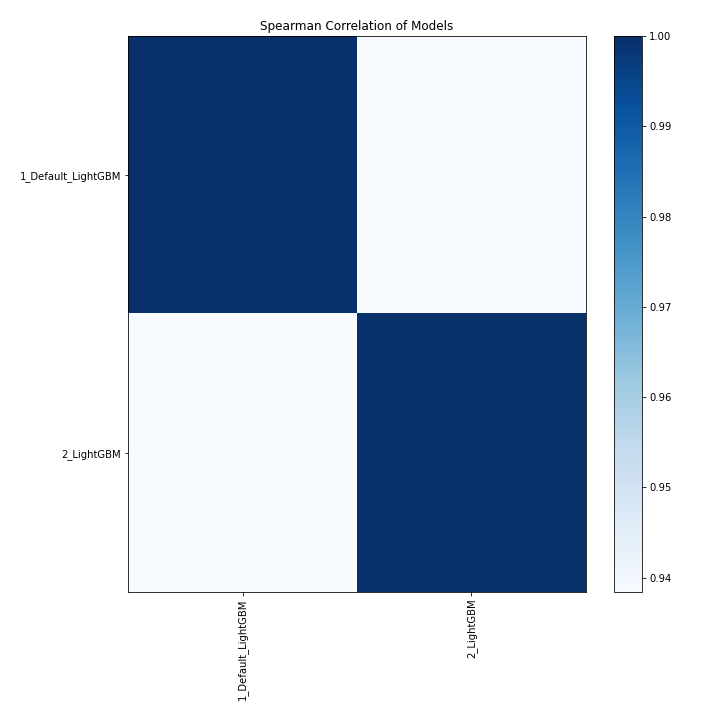 Spearman Correlation of Models
1_Default_LightGBM
2_LightGBM
1_Default_LightGBM
2_LightGBM
1.00
0.99
0.98
0.97
0.96
0.95
0.94